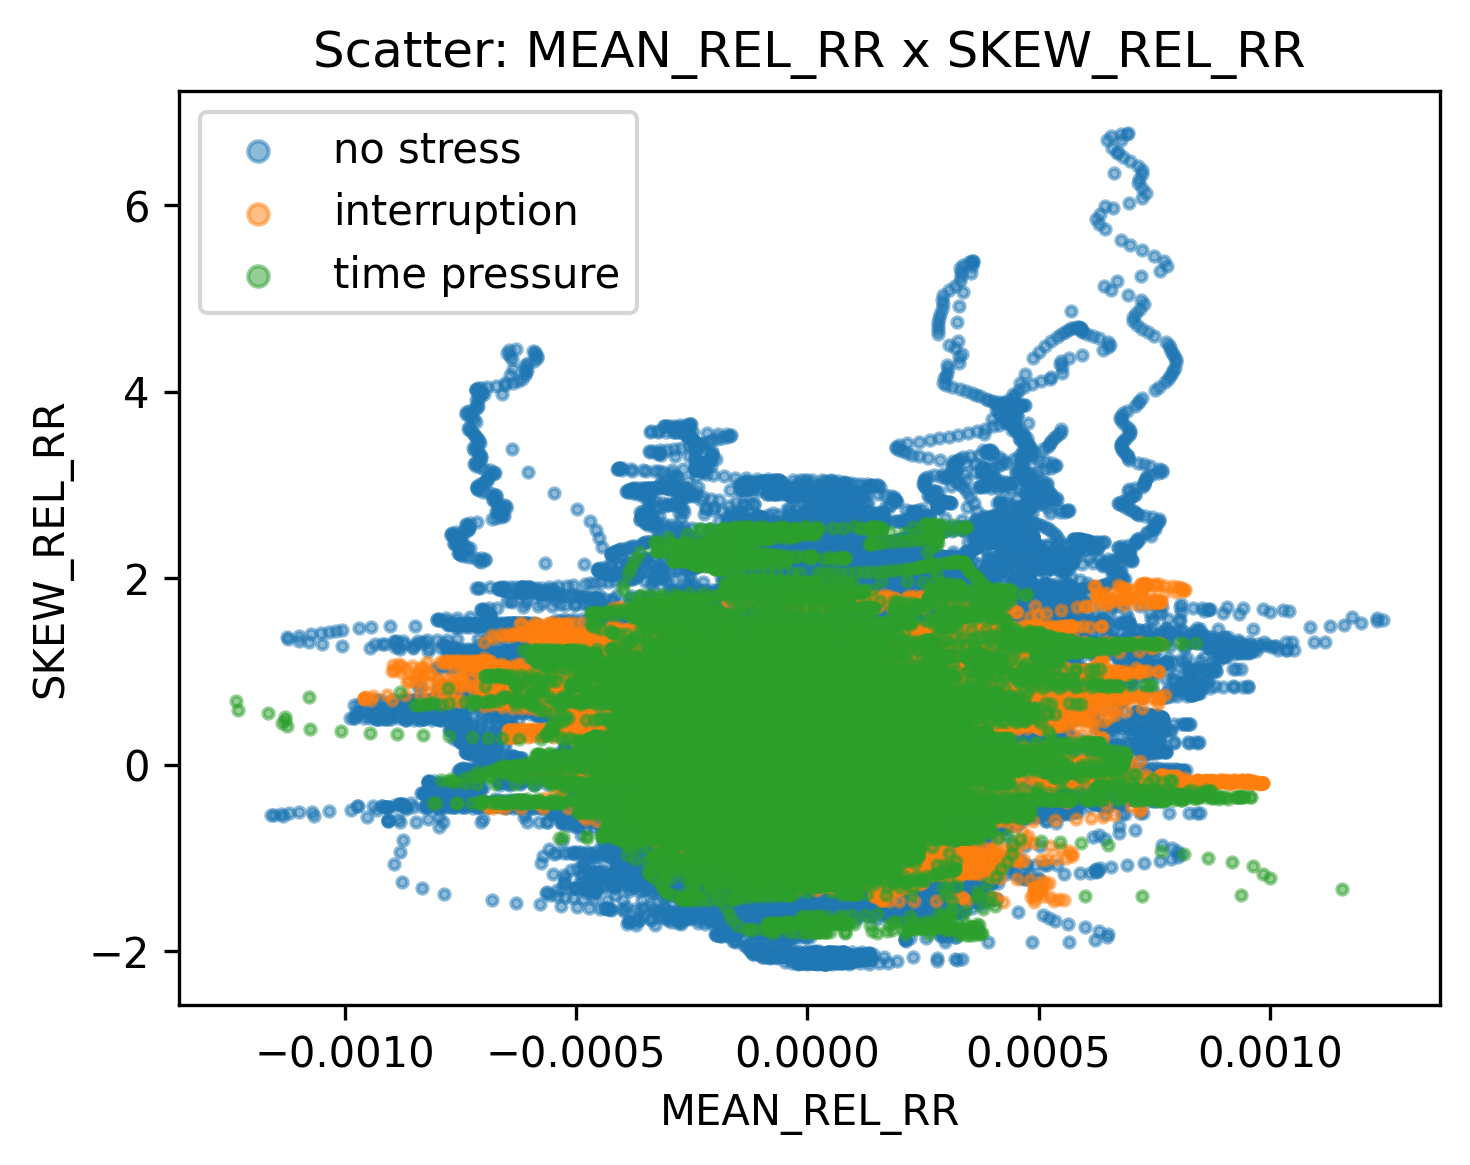 Scatter: MEAN_REL_RR x SKEW_REL_RR
no stress
interruption
time pressure
SKEW_REL_RR
6
4
2
0
−2
−0.0010 −0.0005 0.0000 0.0005 0.0010
MEAN_REL_RR